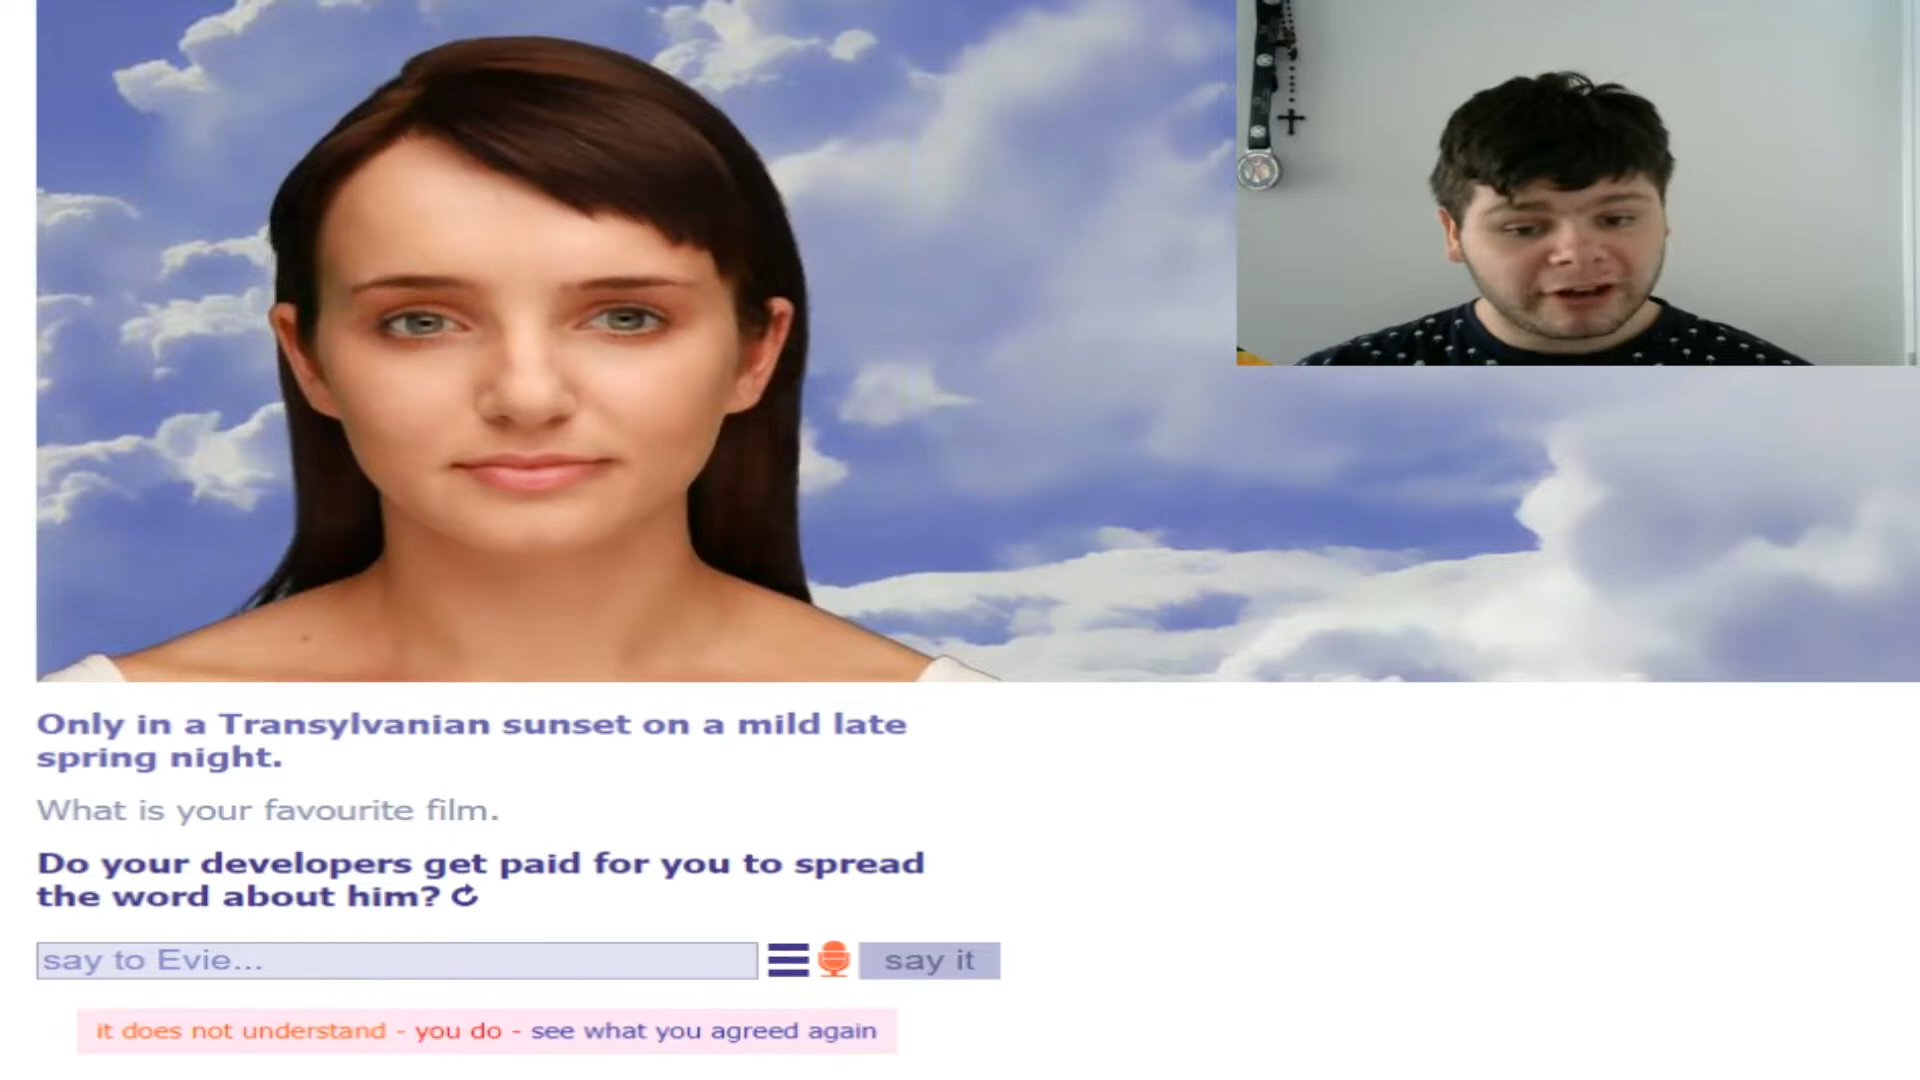 Only in a Transylvanian sunset on a mild late
spring night.
What is your favourite film.
Do your developers get paid for you to spread
the word about him?
say to Evie...
say it
it does not understand - you do - see what you agreed again